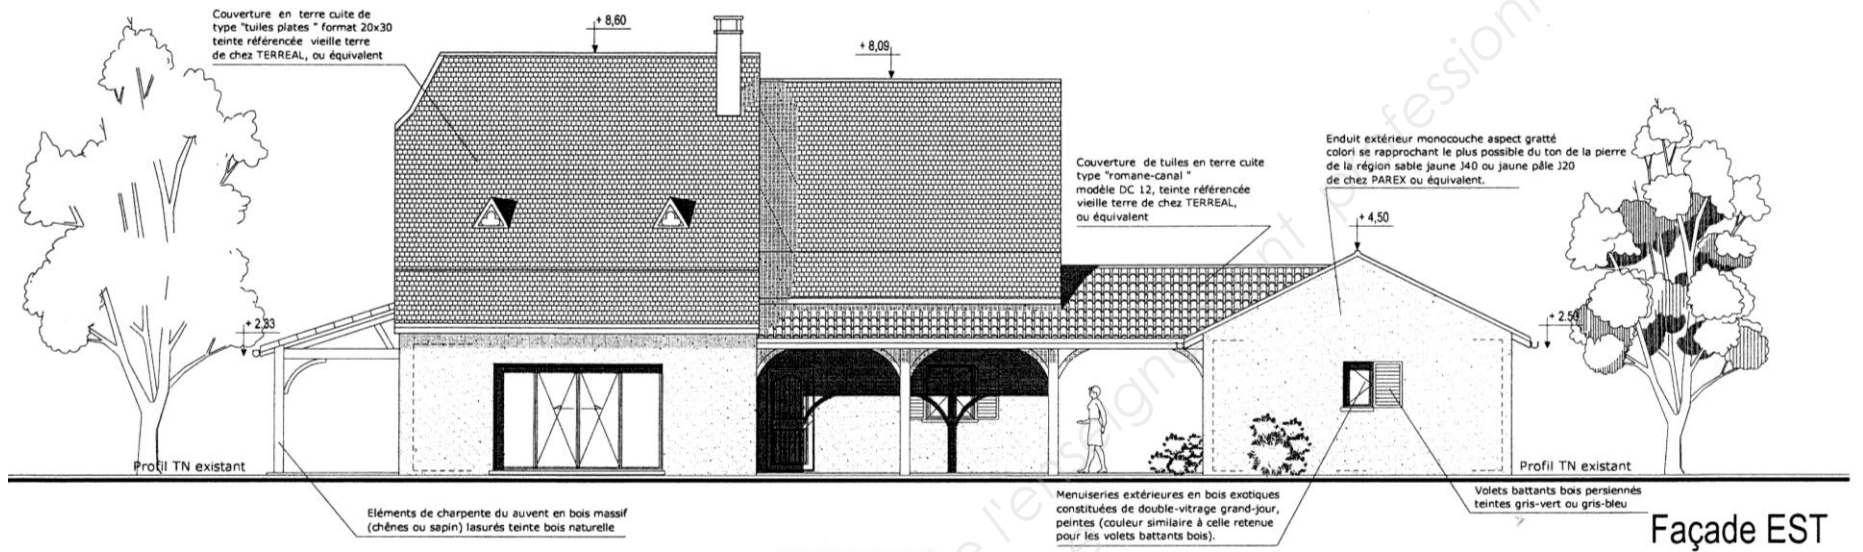 Couverture en terre cuite de
type "tuiles plates " format 20x30
teinte référencée vieille terre
de chez TERREAL, ou équivalent
+ 8,60
+ 8,09
Couverture de tuiles en terre cuite
type "romane-canal "
modèle DC 12, teinte référencée
vieille terre de chez TERREAL,
ou équivalent
Enduit extérieur monocouche aspect gratté
colori se rapprochant le plus possible du ton de la pierre
de la région sable jaune J40 ou jaune pâle J20
de chez PAREX ou équivalent.
+ 4,50
+ 2,33
+ 2.50
Profil TN existant
Profil TN existant
Eléments de charpente du auvent en bois massif
(chênes ou sapin) lasurés teinte bois naturelle
Menuiseries extérieures en bois exotiques
constituées de double-vitrage grand-jour,
peintes (couleur similaire à celle retenue
pour les volets battants bois).
Volets battants bois persiennés
teintes gris-vert ou gris-bleu
Façade EST